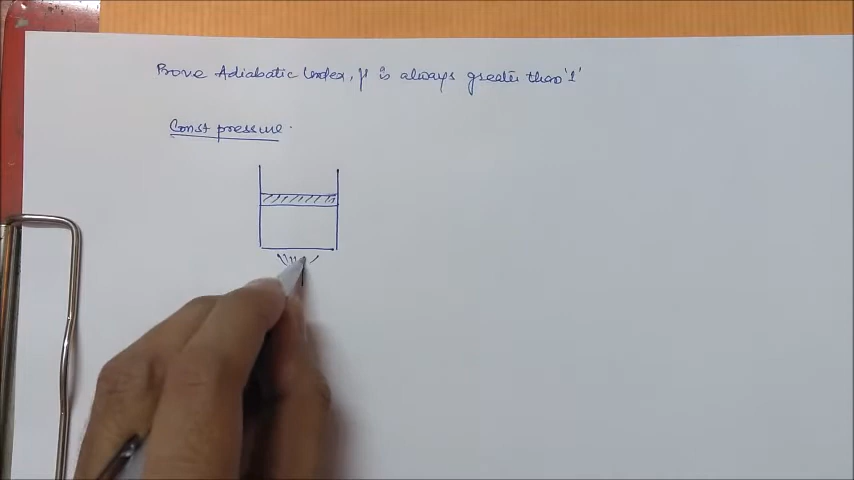 Prove Adiabatic Index, γ is always greater than '1'
Const pressure.